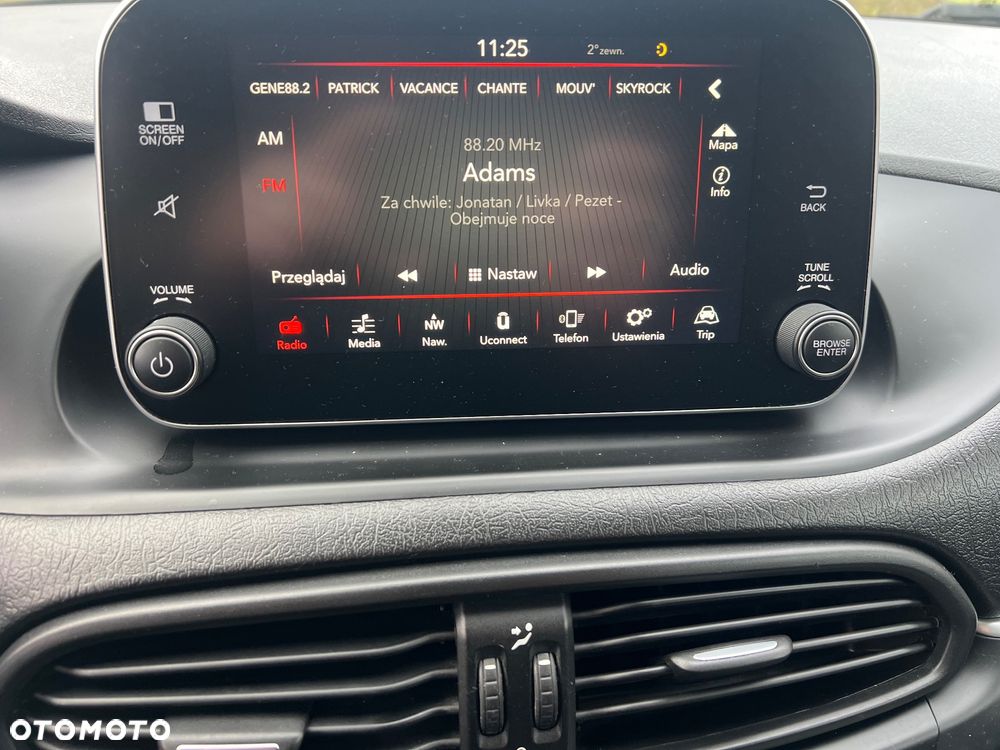 11:25 2°zewn.
GENE88.2 PATRICK VACANCE CHANTE MOUV' SKYROCK
SCREEN
ON/OFF
AM
FM
88.20 MHz
Adams
Za chwile: Jonatan / Livka / Pezet -
Obejmuje noce
Mapa
Info
BACK
Przeglądaj Nastaw Audio
VOLUME
TUNE
SCROLL
Radio Media NW Naw. Uconnect Telefon Ustawienia Trip
BROWSE
ENTER
OTOMOTO